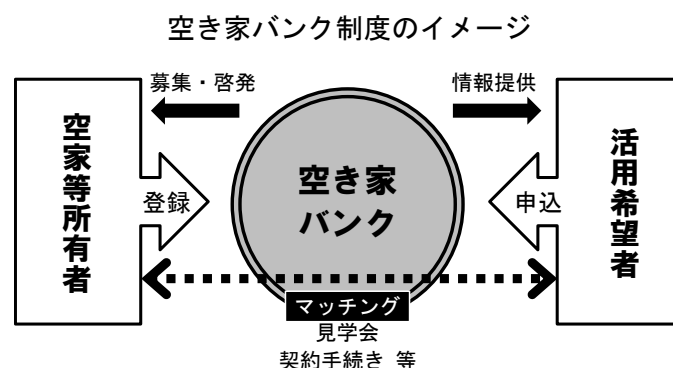 空き家バンク制度のイメージ
募集・啓発
情報提供
空家等所有者
登録
空き家
バンク
申込
活用希望者
マッチング
見学会
契約手続き 等